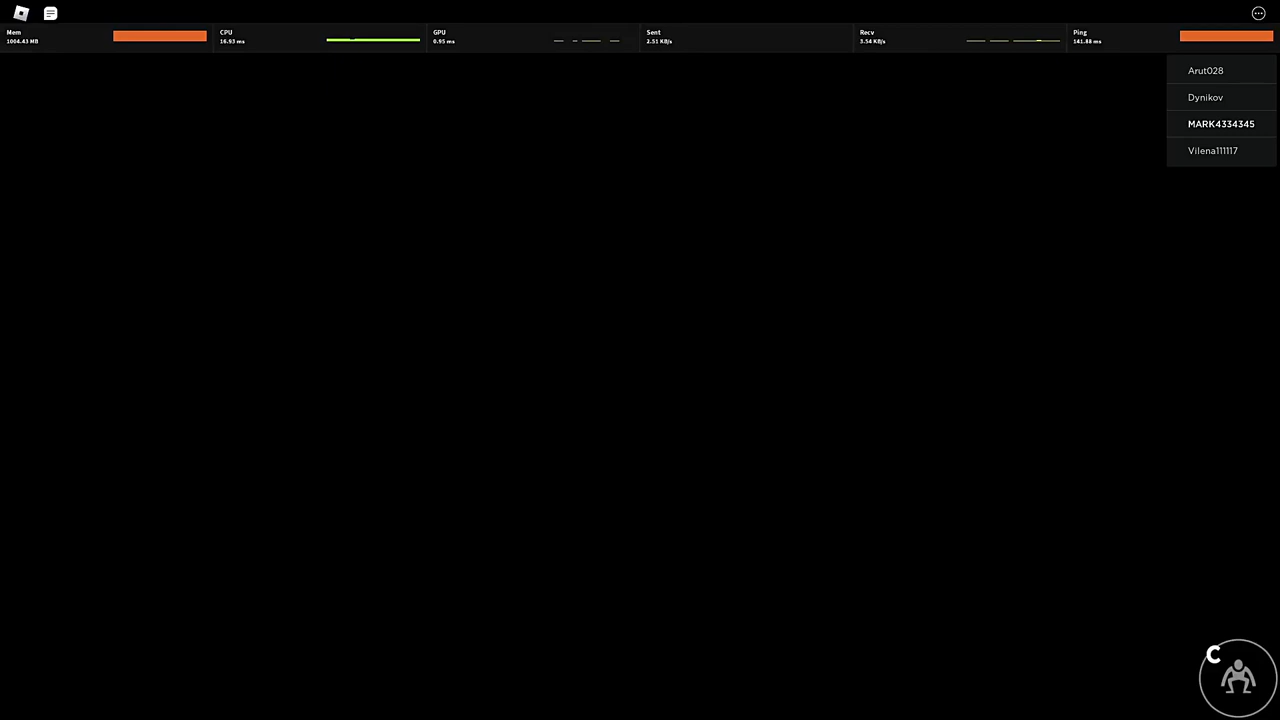 Mem
1004.43 MB
CPU
16.93 ms
GPU
0.95 ms
Sent
2.51 KB/s
Recv
3.54 KB/s
Ping
141.88 ms
Arut028
Dynikov
MARK4334345
Vilena111117
C